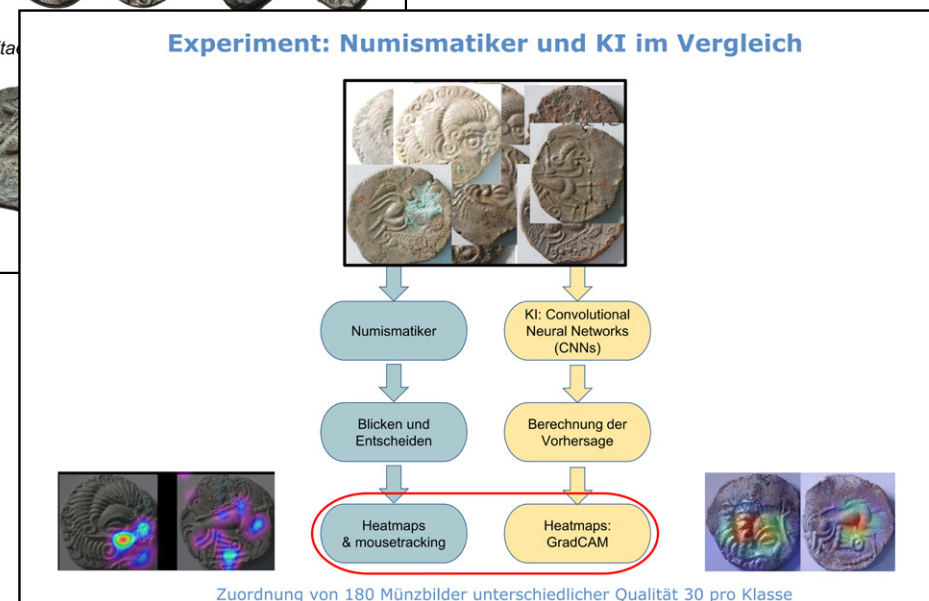 Experiment: Numismatiker und KI im Vergleich
Numismatiker
KI: Convolutional
Neural Networks
(CNNs)
Blicken und
Entscheiden
Berechnung der
Vorhersage
Heatmaps
& mousetracking
Heatmaps:
GradCAM
Zuordnung von 180 Münzbilder unterschiedlicher Qualität 30 pro Klasse